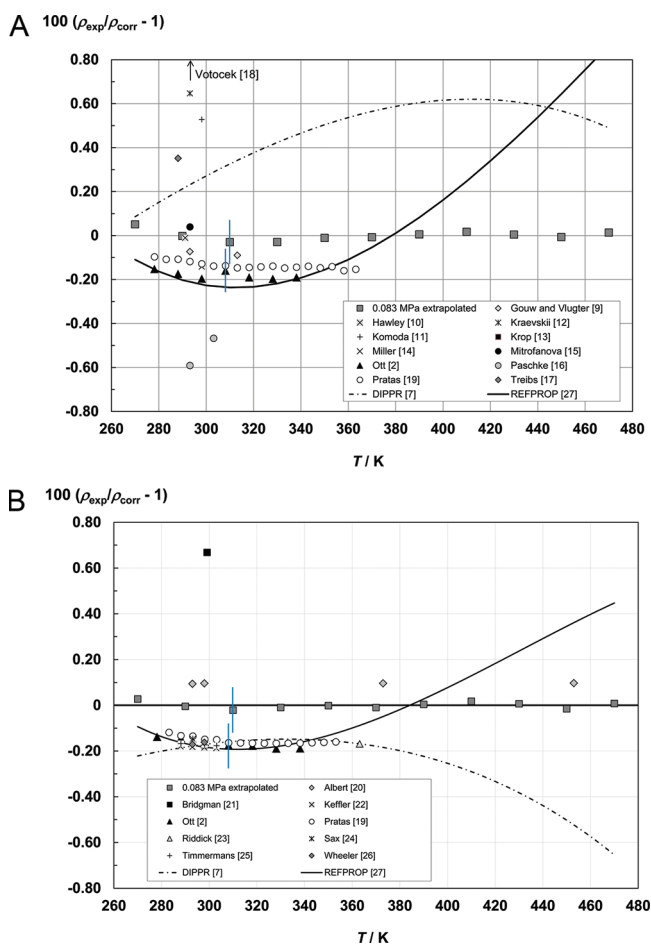 A
100 (ρexp/ρcorr - 1)
0.80
Votocek [18]
0.60
0.40
0.20
0
-0.20
-0.40
-0.60
-0.80
0.083 MPa extrapolated Gouw and Vlugter [9]
Hawley [10] Kraevskii [12]
Komoda [11] Krop [13]
Miller [14] Mitrofanova [15]
Ott [2] Paschke [16]
Pratas [19] Treibs [17]
DIPPR [7] REFPROP [27]
260 280 300 320 340 360 380 400 420 440 460 480
T / K
100 (ρexp/ρcorr - 1)
B
0.80
0.60
0.40
0.20
0
-0.20
-0.40
-0.60
-0.80
0.083 MPa extrapolated Albert [20]
Bridgman [21] Keffler [22]
Ott [2] Pratas [19]
Riddick [23] Sax [24]
Timmermans [25] Wheeler [26]
DIPPR [7] REFPROP [27]
260 280 300 320 340 360 380 400 420 440 460 480
T / K